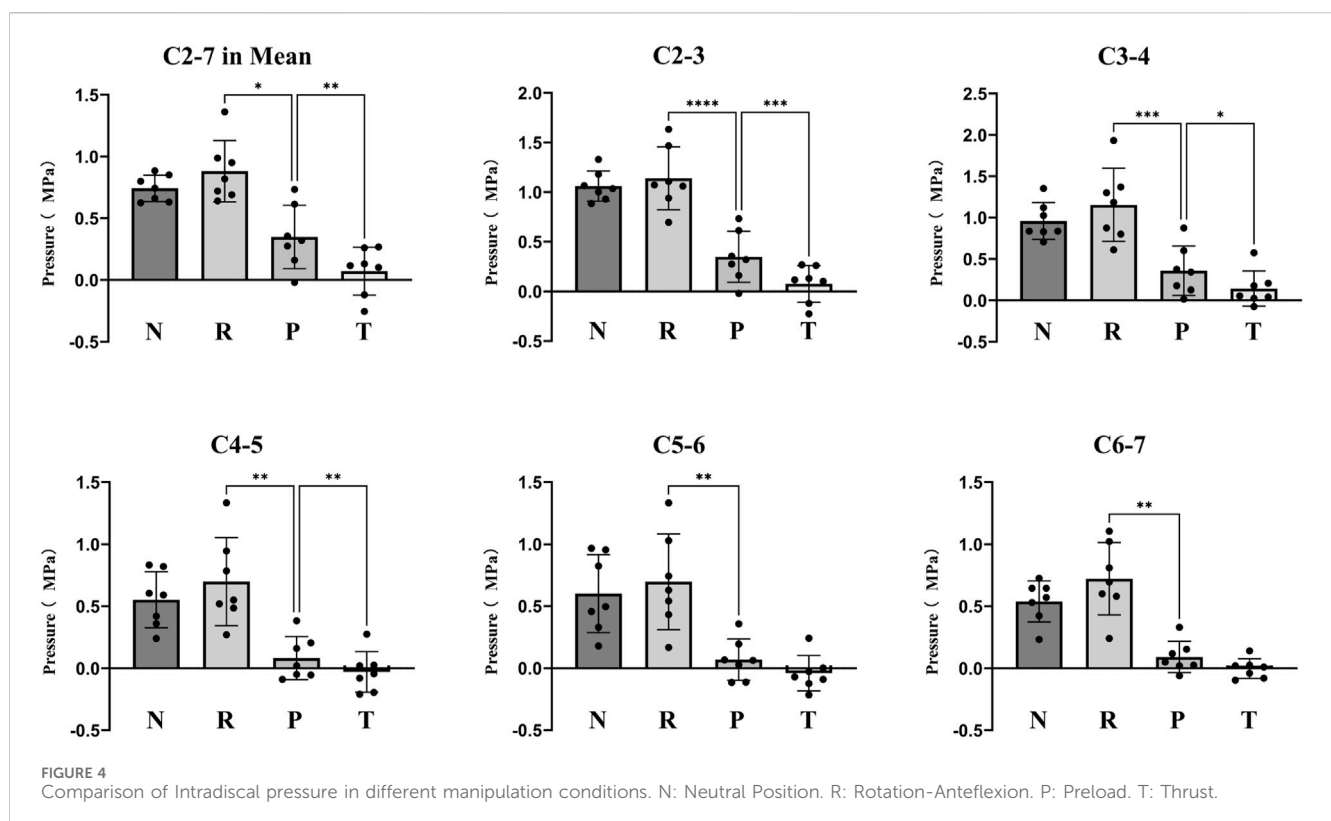 C2-7 in Mean
Pressure ( MPa)
1.5
1.0
0.5
0.0
-0.5
* **
N R P T
C2-3
Pressure ( MPa)
2.0
1.5
1.0
0.5
0.0
-0.5
**** ***
N R P T
C3-4
Pressure ( MPa)
2.5
2.0
1.5
1.0
0.5
0.0
-0.5
*** *
N R P T
C4-5
Pressure ( MPa)
1.5
1.0
0.5
0.0
-0.5
** **
N R P T
C5-6
Pressure ( MPa)
1.5
1.0
0.5
0.0
-0.5
**
N R P T
C6-7
Pressure ( MPa)
1.5
1.0
0.5
0.0
-0.5
**
N R P T
FIGURE 4
Comparison of Intradiscal pressure in different manipulation conditions. N: Neutral Position. R: Rotation-Anteflexion. P: Preload. T: Thrust.